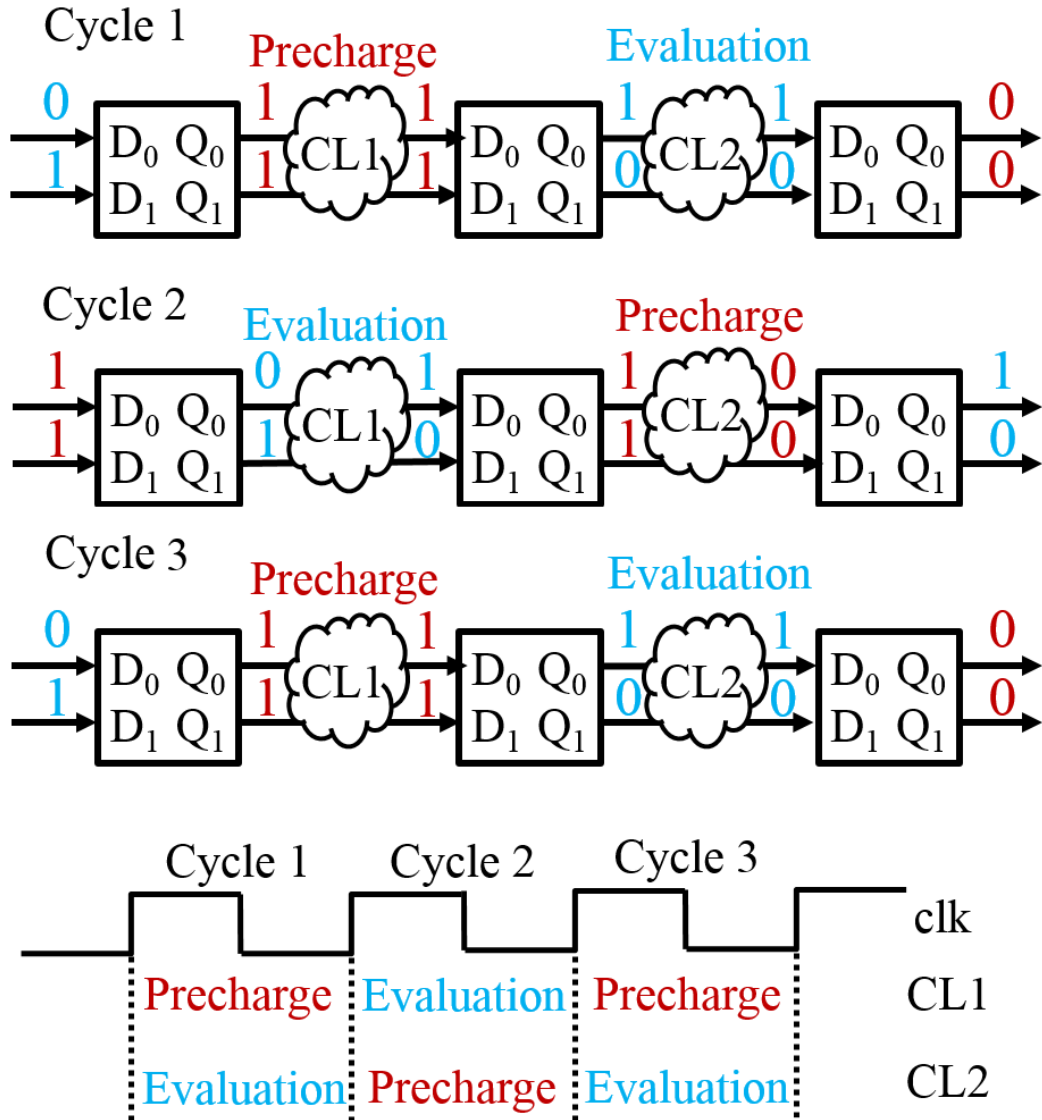 Cycle 1
Precharge Evaluation
0 1 1 1 1 0
D0 Q0 CL1 D0 Q0 CL2 D0 Q0
1 1 1 0 0 0
D1 Q1 D1 Q1 D1 Q1
Cycle 2
Evaluation Precharge
1 0 1 1 0 1
D0 Q0 CL1 D0 Q0 CL2 D0 Q0
1 1 0 1 0 0
D1 Q1 D1 Q1 D1 Q1
Cycle 3
Precharge Evaluation
0 1 1 1 1 0
D0 Q0 CL1 D0 Q0 CL2 D0 Q0
1 1 1 0 0 0
D1 Q1 D1 Q1 D1 Q1
Cycle 1 Cycle 2 Cycle 3
clk
Precharge Evaluation Precharge CL1
Evaluation Precharge Evaluation CL2